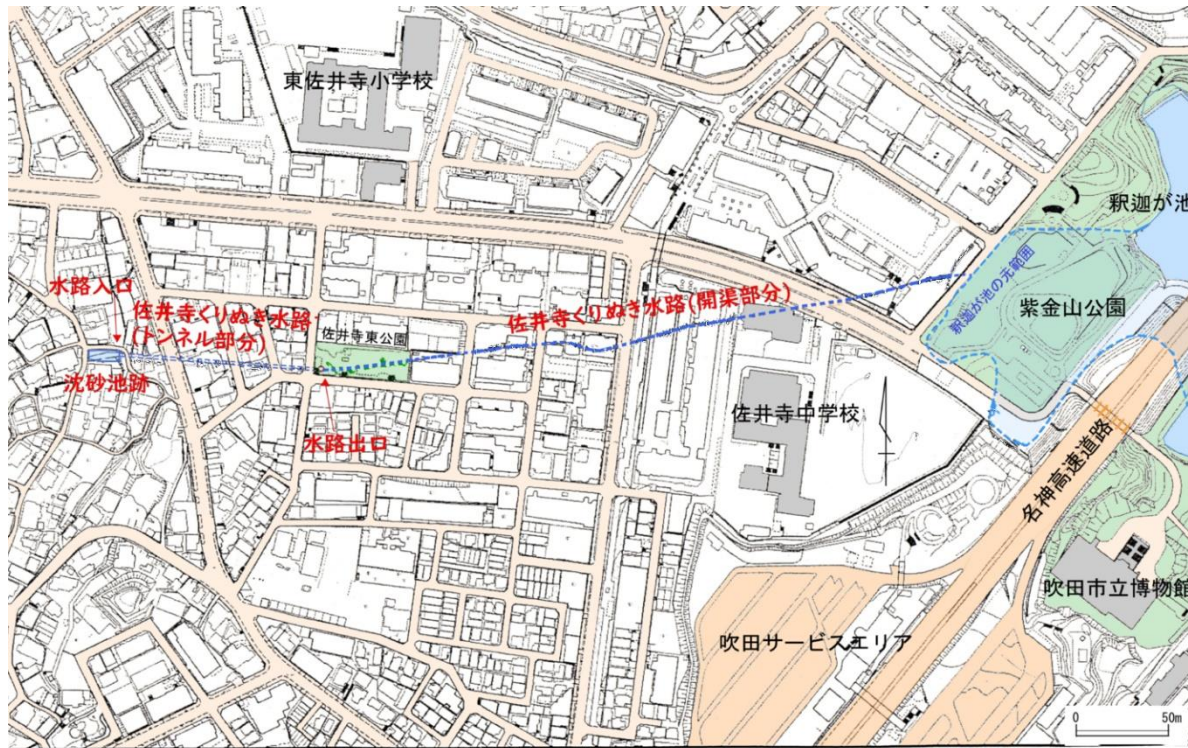 東佐井寺小学校
釈迦が池
釈迦が池の元範囲
紫金山公園
水路入口
佐井寺くりぬき水路
(トンネル部分)
佐井寺東公園
佐井寺くりぬき水路(開渠部分)
沈砂池跡
水路出口
佐井寺中学校
名神高速道路
吹田市立博物館
吹田サービスエリア
0 50m